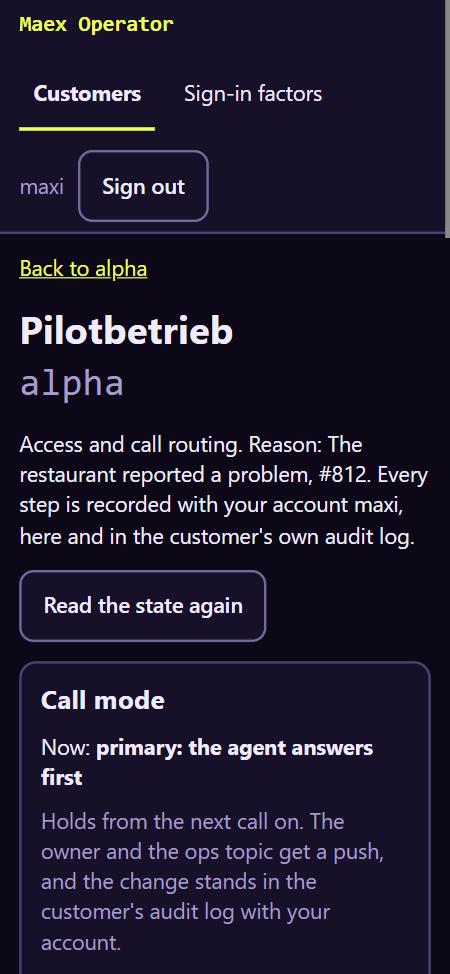 Maex Operator
Customers Sign-in factors
maxi Sign out
Back to alpha
Pilotbetrieb
alpha
Access and call routing. Reason: The
restaurant reported a problem, #812. Every
step is recorded with your account maxi,
here and in the customer's own audit log.
Read the state again
Call mode
Now: primary: the agent answers
first
Holds from the next call on. The
owner and the ops topic get a push,
and the change stands in the
customer's audit log with your
account.